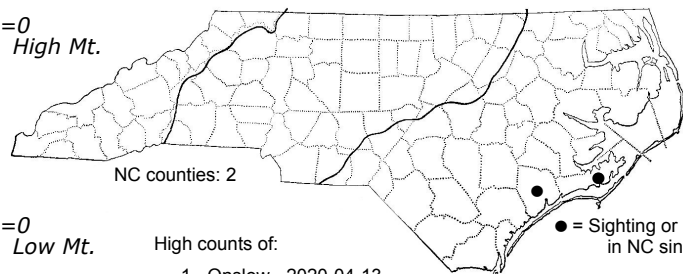 =0
High Mt.
NC counties: 2
=0
Low Mt.
High counts of:
● = Sighting or
in NC sin
1 - Onslow - 2020-04-13